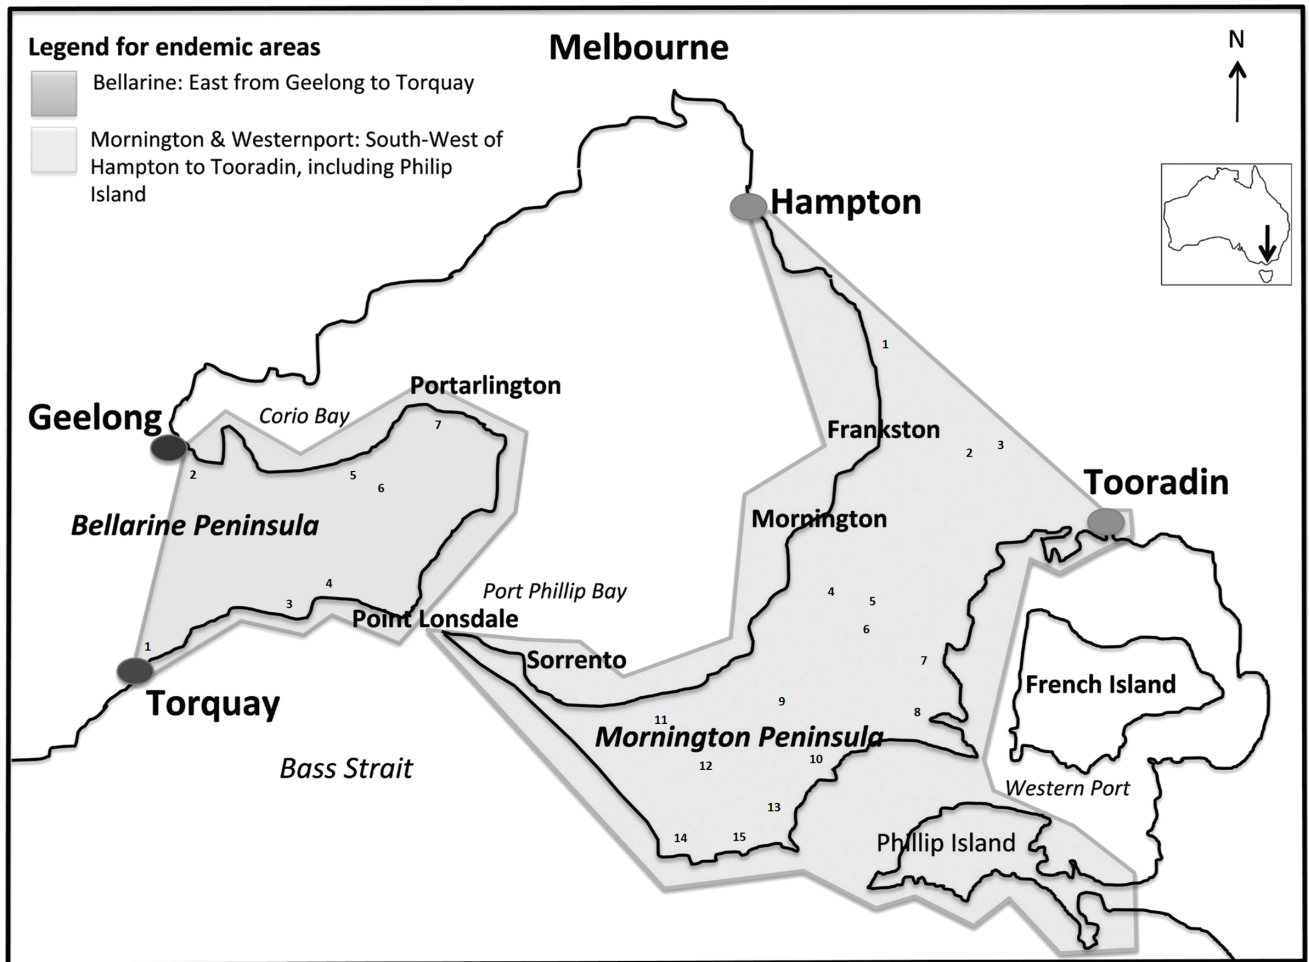 Melbourne
N
Legend for endemic areas
Bellarine: East from Geelong to Torquay
Mornington & Westernport: South-West of
Hampton to Tooradin, including Philip
Island
Hampton
1
Portarlington
Geelong
Corio Bay
7
Frankston
2
3
2
5
6
Tooradin
Bellarine Peninsula
Mornington
4
3
Port Phillip Bay
4
5
Point Lonsdale
6
1
Sorrento
7
French Island
Torquay
9
8
11
Mornington Peninsula
Bass Strait
12
10
Western Port
13
14
15
Phillip Island